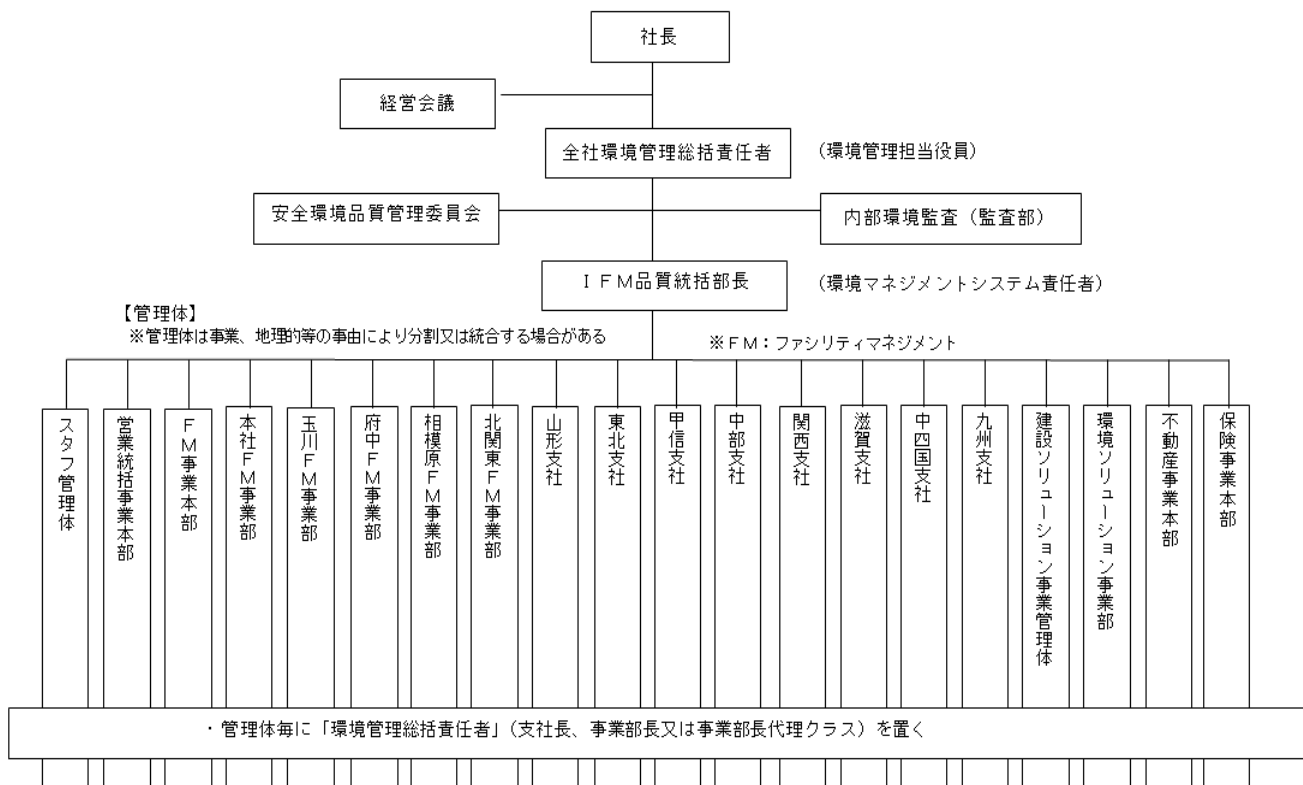 社長
経営会議
全社環境管理総括責任者
(環境管理担当役員)
安全環境品質管理委員会
内部環境監査(監査部)
IFM品質統括部長
(環境マネジメントシステム責任者)
【管理体】
※管理体は事業、地理的等の事由により分割又は統合する場合がある
※FM:ファシリティマネジメント
スタフ管理体
営業統括事業本部
FM事業本部
本社FM事業部
玉川FM事業部
府中FM事業部
相模原FM事業部
北関東FM事業部
山形支社
東北支社
甲信支社
中部支社
関西支社
滋賀支社
中四国支社
九州支社
建設ソリューション事業管理体
環境ソリューション事業部
不動産事業本部
保険事業本部
・管理体毎に「環境管理総括責任者」(支社長、事業部長又は事業部長代理クラス)を置く